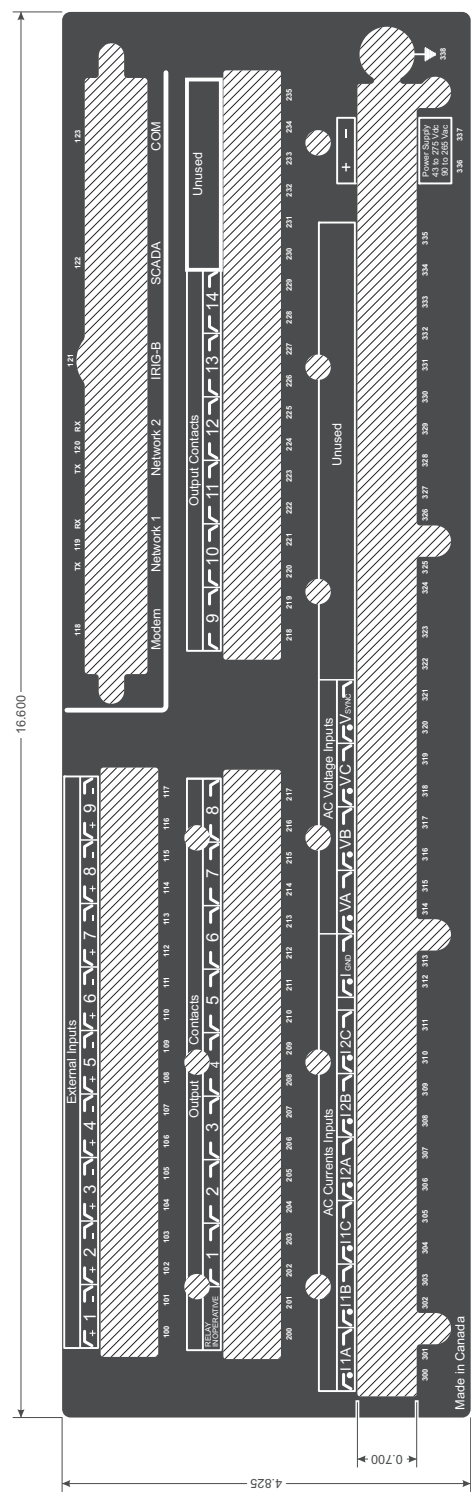 16.600
External Inputs
+ 1 - + 2 - + 3 - + 4 - + 5 - + 6 - + 7 - + 8 - + 9 -
100 101 102 103 104 105 106 107 108 109 110 111 112 113 114 115 116 117
118 TX 119 RX TX 120 RX 121 122 123
Modem Network 1 Network 2 IRIG-B SCADA COM
Output Contacts
RELAY
INOPERATIVE
1 2 3 4 5 6 7 8
200 201 202 203 204 205 206 207 208 209 210 211 212 213 214 215 216 217
Output Contacts
Unused
9 10 11 12 13 14
218 219 220 221 222 223 224 225 226 227 228 229 230 231 232 233 234 235
AC Currents Inputs
AC Voltage Inputs
Unused
I1A I1B I1C I2A I2B I2C I GND VA VB VC VSYNC
+ -
300 301 302 303 304 305 306 307 308 309 310 311 312 313 314 315 316 317 318 319 320 321 322 323 324 325 326 327 328 329 330 331 332 333 334 335
Power Supply
43 to 275 Vdc
90 to 265 Vac
336 337
338
Made in Canada
0.700
4.825